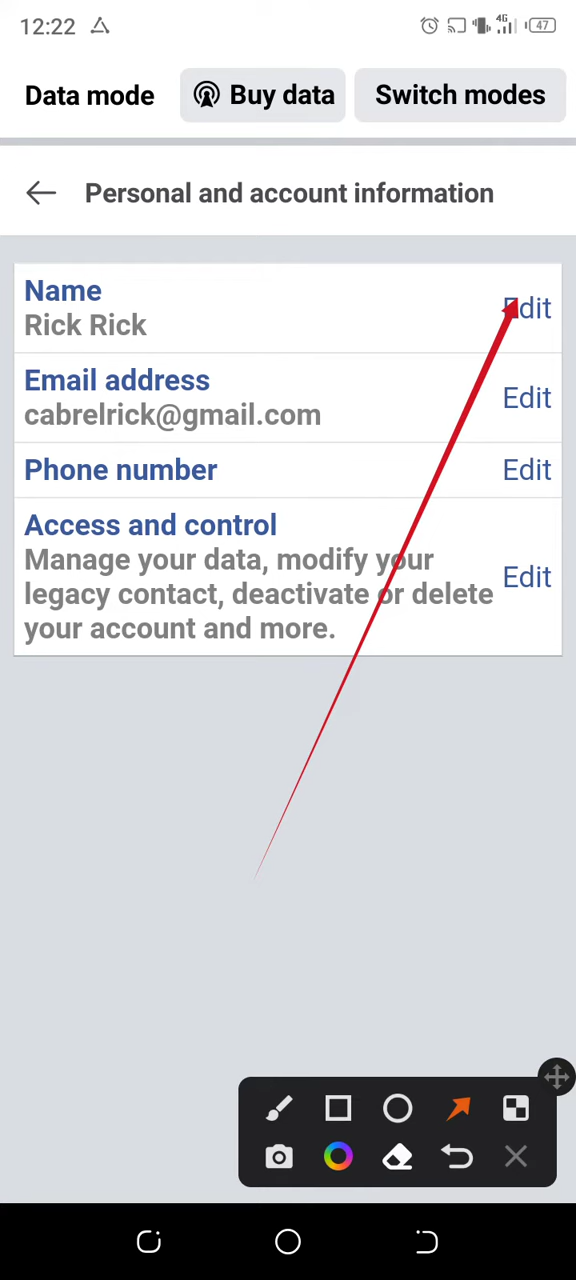 12:22
4G
47
Data mode
Buy data
Switch modes
Personal and account information
Name
Rick Rick
Edit
Email address
cabrelrick@gmail.com
Edit
Phone number
Edit
Access and control
Manage your data, modify your
legacy contact, deactivate or delete
your account and more.
Edit